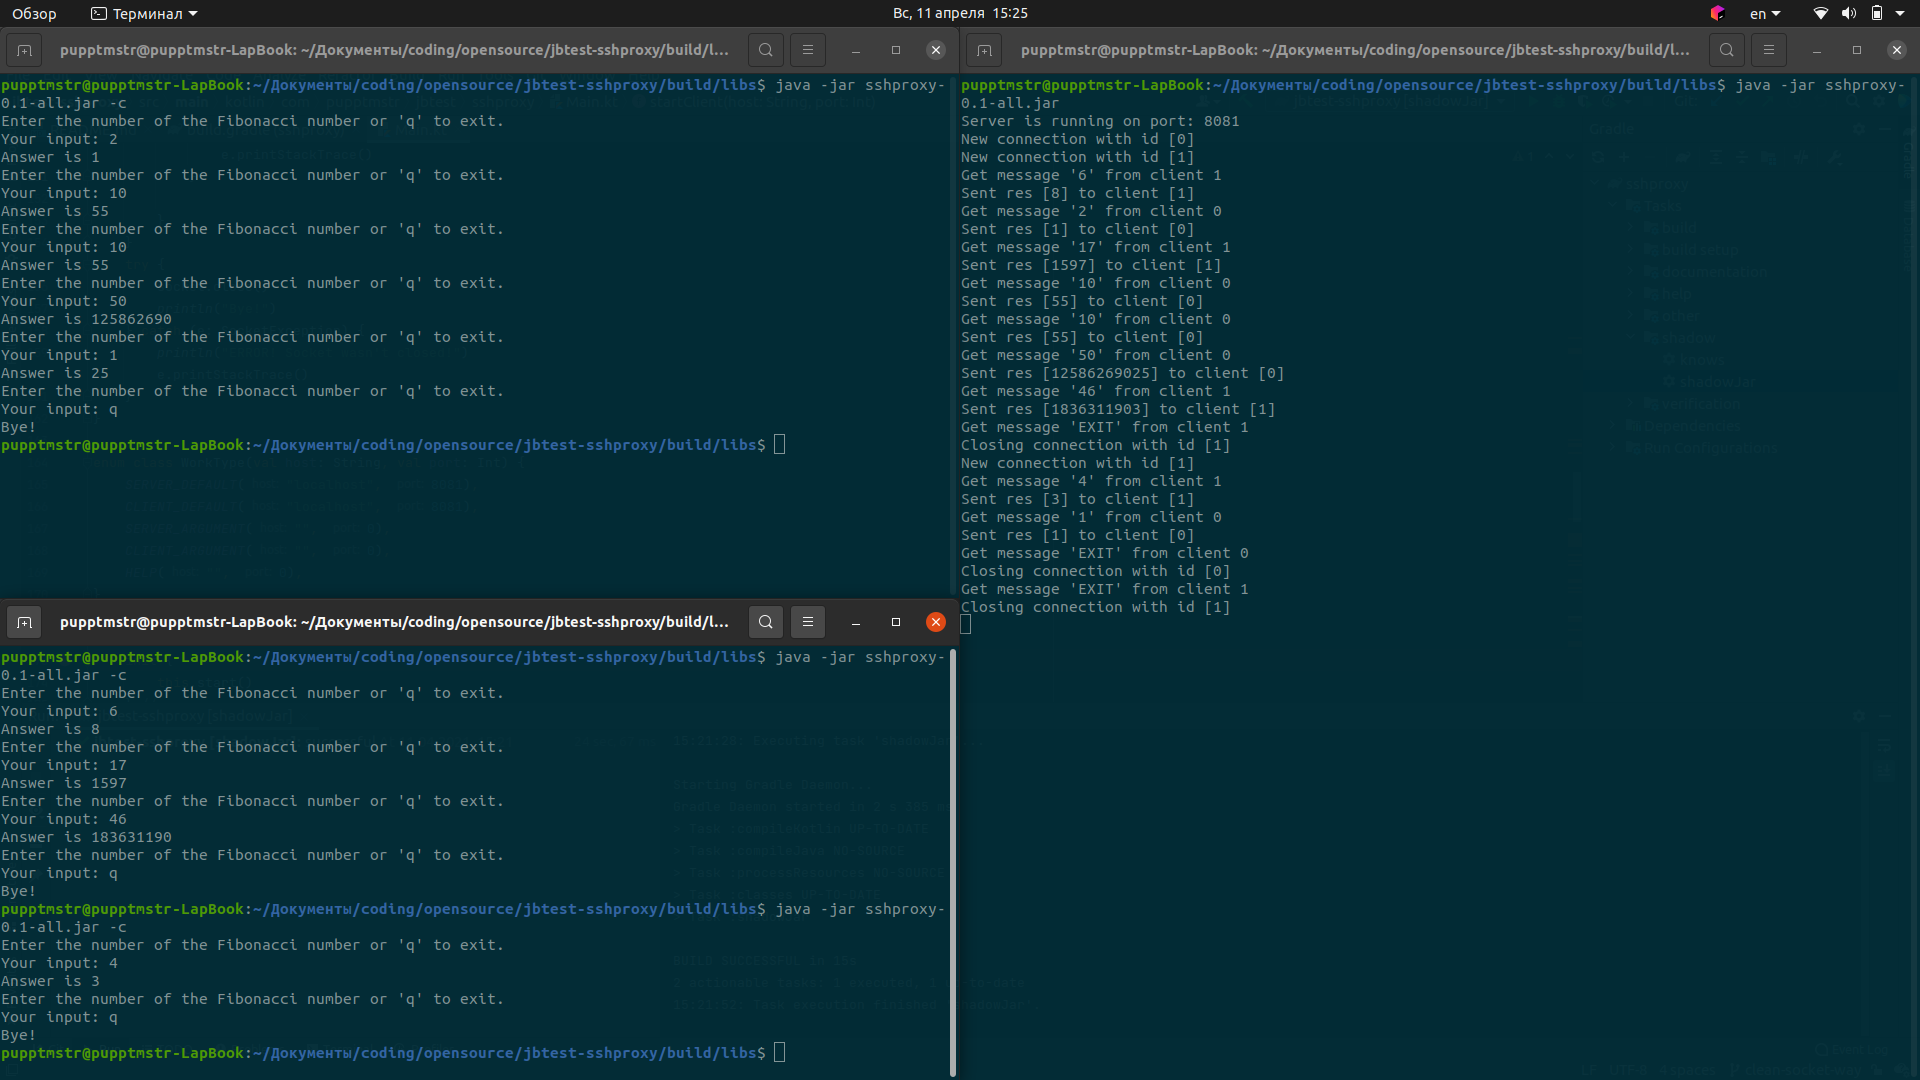 Обзор
Терминал
Вс, 11 апреля 15:25
en
pupptmstr@pupptmstr-LapBook: ~/Документы/coding/opensource/jbtest-sshproxy/build/l...
pupptmstr@pupptmstr-LapBook:~/Документы/coding/opensource/jbtest-sshproxy/build/libs$ java -jar sshproxy-
0.1-all.jar -c
Enter the number of the Fibonacci number or 'q' to exit.
Your input: 2
Answer is 1
Enter the number of the Fibonacci number or 'q' to exit.
Your input: 10
Answer is 55
Enter the number of the Fibonacci number or 'q' to exit.
Your input: 10
Answer is 55
Enter the number of the Fibonacci number or 'q' to exit.
Your input: 50
Answer is 125862690
Enter the number of the Fibonacci number or 'q' to exit.
Your input: 1
Answer is 25
Enter the number of the Fibonacci number or 'q' to exit.
Your input: q
Bye!
pupptmstr@pupptmstr-LapBook:~/Документы/coding/opensource/jbtest-sshproxy/build/libs$
pupptmstr@pupptmstr-LapBook: ~/Документы/coding/opensource/jbtest-sshproxy/build/l...
pupptmstr@pupptmstr-LapBook:~/Документы/coding/opensource/jbtest-sshproxy/build/libs$ java -jar sshproxy-
0.1-all.jar -c
Enter the number of the Fibonacci number or 'q' to exit.
Your input: 6
Answer is 8
Enter the number of the Fibonacci number or 'q' to exit.
Your input: 17
Answer is 1597
Enter the number of the Fibonacci number or 'q' to exit.
Your input: 46
Answer is 183631190
Enter the number of the Fibonacci number or 'q' to exit.
Your input: q
Bye!
pupptmstr@pupptmstr-LapBook:~/Документы/coding/opensource/jbtest-sshproxy/build/libs$ java -jar sshproxy-
0.1-all.jar -c
Enter the number of the Fibonacci number or 'q' to exit.
Your input: 4
Answer is 3
Enter the number of the Fibonacci number or 'q' to exit.
Your input: q
Bye!
pupptmstr@pupptmstr-LapBook:~/Документы/coding/opensource/jbtest-sshproxy/build/libs$
pupptmstr@pupptmstr-LapBook: ~/Документы/coding/opensource/jbtest-sshproxy/build/l...
pupptmstr@pupptmstr-LapBook:~/Документы/coding/opensource/jbtest-sshproxy/build/libs$ java -jar sshproxy-
0.1-all.jar
Server is running on port: 8081
New connection with id [0]
New connection with id [1]
Get message '6' from client 1
Sent res [8] to client [1]
Get message '2' from client 0
Sent res [1] to client [0]
Get message '17' from client 1
Sent res [1597] to client [1]
Get message '10' from client 0
Sent res [55] to client [0]
Get message '10' from client 0
Sent res [55] to client [0]
Get message '50' from client 0
Sent res [12586269025] to client [0]
Get message '46' from client 1
Sent res [1836311903] to client [1]
Get message 'EXIT' from client 1
Closing connection with id [1]
New connection with id [1]
Get message '4' from client 1
Sent res [3] to client [1]
Get message '1' from client 0
Sent res [1] to client [0]
Get message 'EXIT' from client 0
Closing connection with id [0]
Get message 'EXIT' from client 1
Closing connection with id [1]